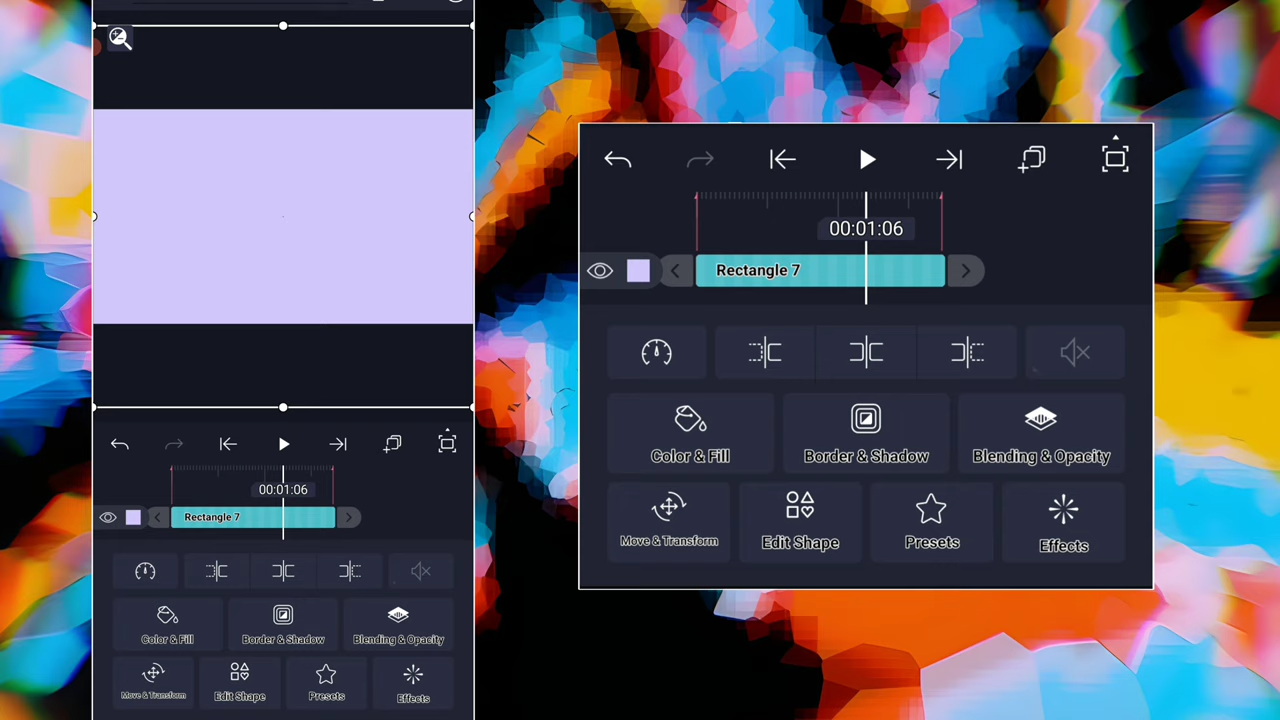 00:01:06
Rectangle 7
Color & Fill
Border & Shadow
Blending & Opacity
Move & Transform
Edit Shape
Presets
Effects
00:01:06
Rectangle 7
Color & Fill
Border & Shadow
Blending & Opacity
Move & Transform
Edit Shape
Presets
Effects